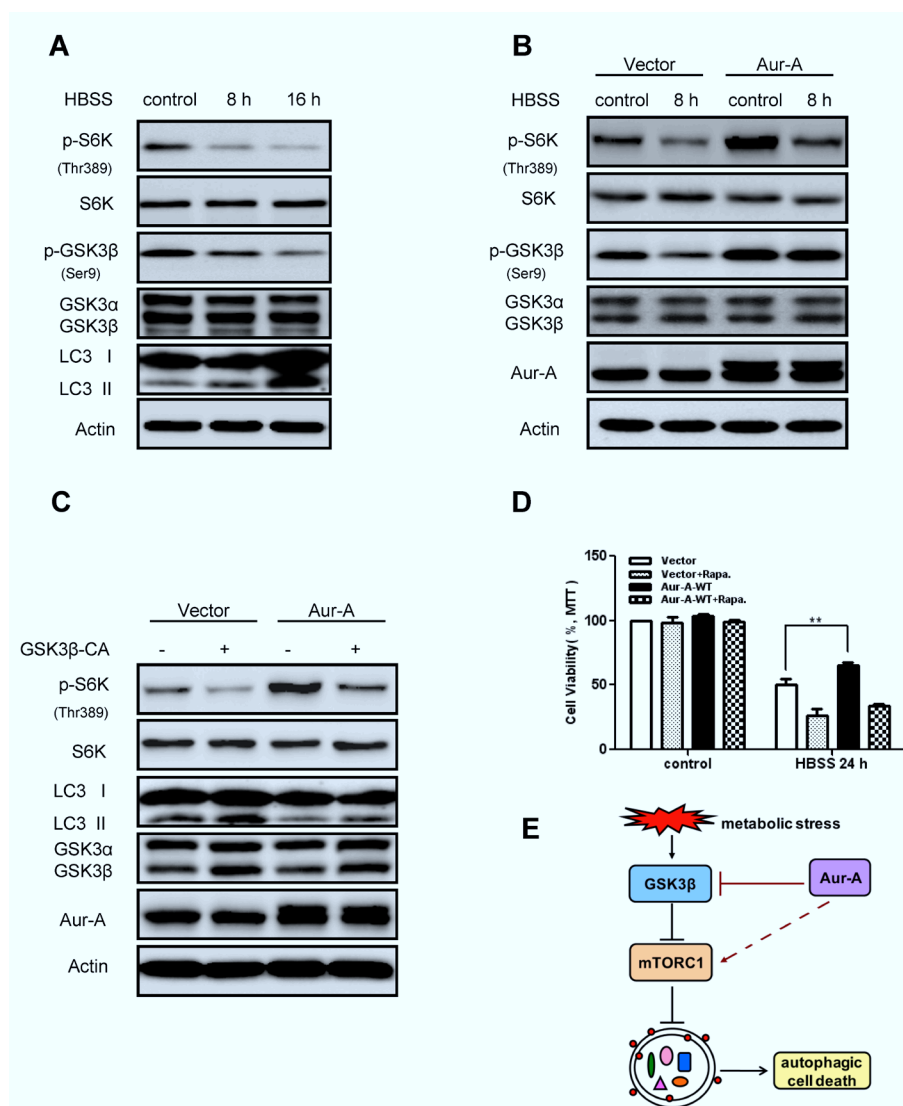 A
HBSS control 8 h 16 h
p-S6K
(Thr389)
S6K
p-GSK3β
(Ser9)
GSK3α
GSK3β
LC3 I
LC3 II
Actin
B
Vector Aur-A
HBSS control 8 h control 8 h
p-S6K
(Thr389)
S6K
p-GSK3β
(Ser9)
GSK3α
GSK3β
Aur-A
Actin
C
Vector Aur-A
GSK3β-CA - + - +
p-S6K
(Thr389)
S6K
LC3 I
LC3 II
GSK3α
GSK3β
Aur-A
Actin
D
Cell Viability( %, MTT)
150
100
50
0
Vector
Vector+Rapa.
Aur-A-WT
Aur-A-WT+Rapa.
**
control HBSS 24 h
E
metabolic stress
GSK3β Aur-A
mTORC1
autophagic
cell death